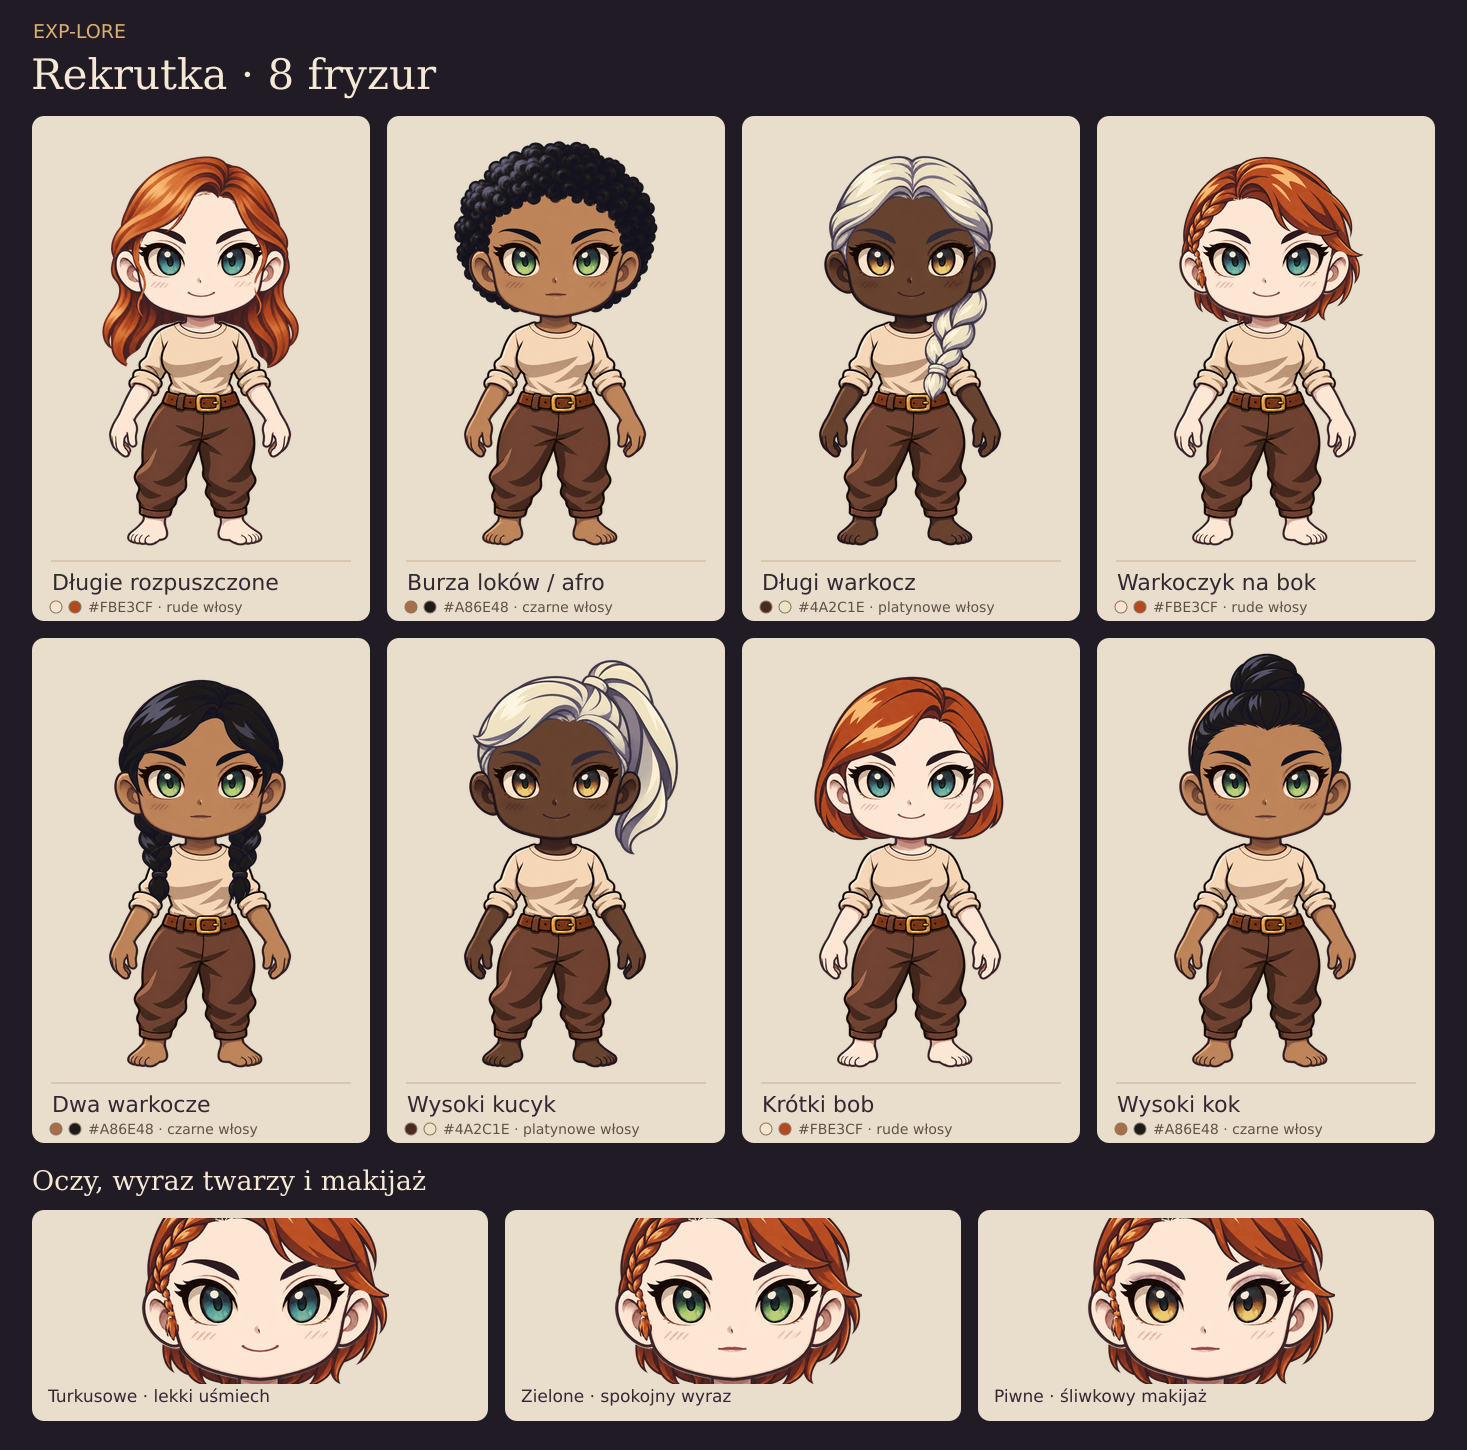 EXP-LORE
Rekrutka · 8 fryzur
Długie rozpuszczone
#FBE3CF · rude włosy
Burza loków / afro
#A86E48 · czarne włosy
Długi warkocz
#4A2C1E · platynowe włosy
Warkoczyk na bok
#FBE3CF · rude włosy
Dwa warkocze
#A86E48 · czarne włosy
Wysoki kucyk
#4A2C1E · platynowe włosy
Krótki bob
#FBE3CF · rude włosy
Wysoki kok
#A86E48 · czarne włosy
Oczy, wyraz twarzy i makijaż
Turkusowe · lekki uśmiech
Zielone · spokojny wyraz
Piwne · śliwkowy makijaż